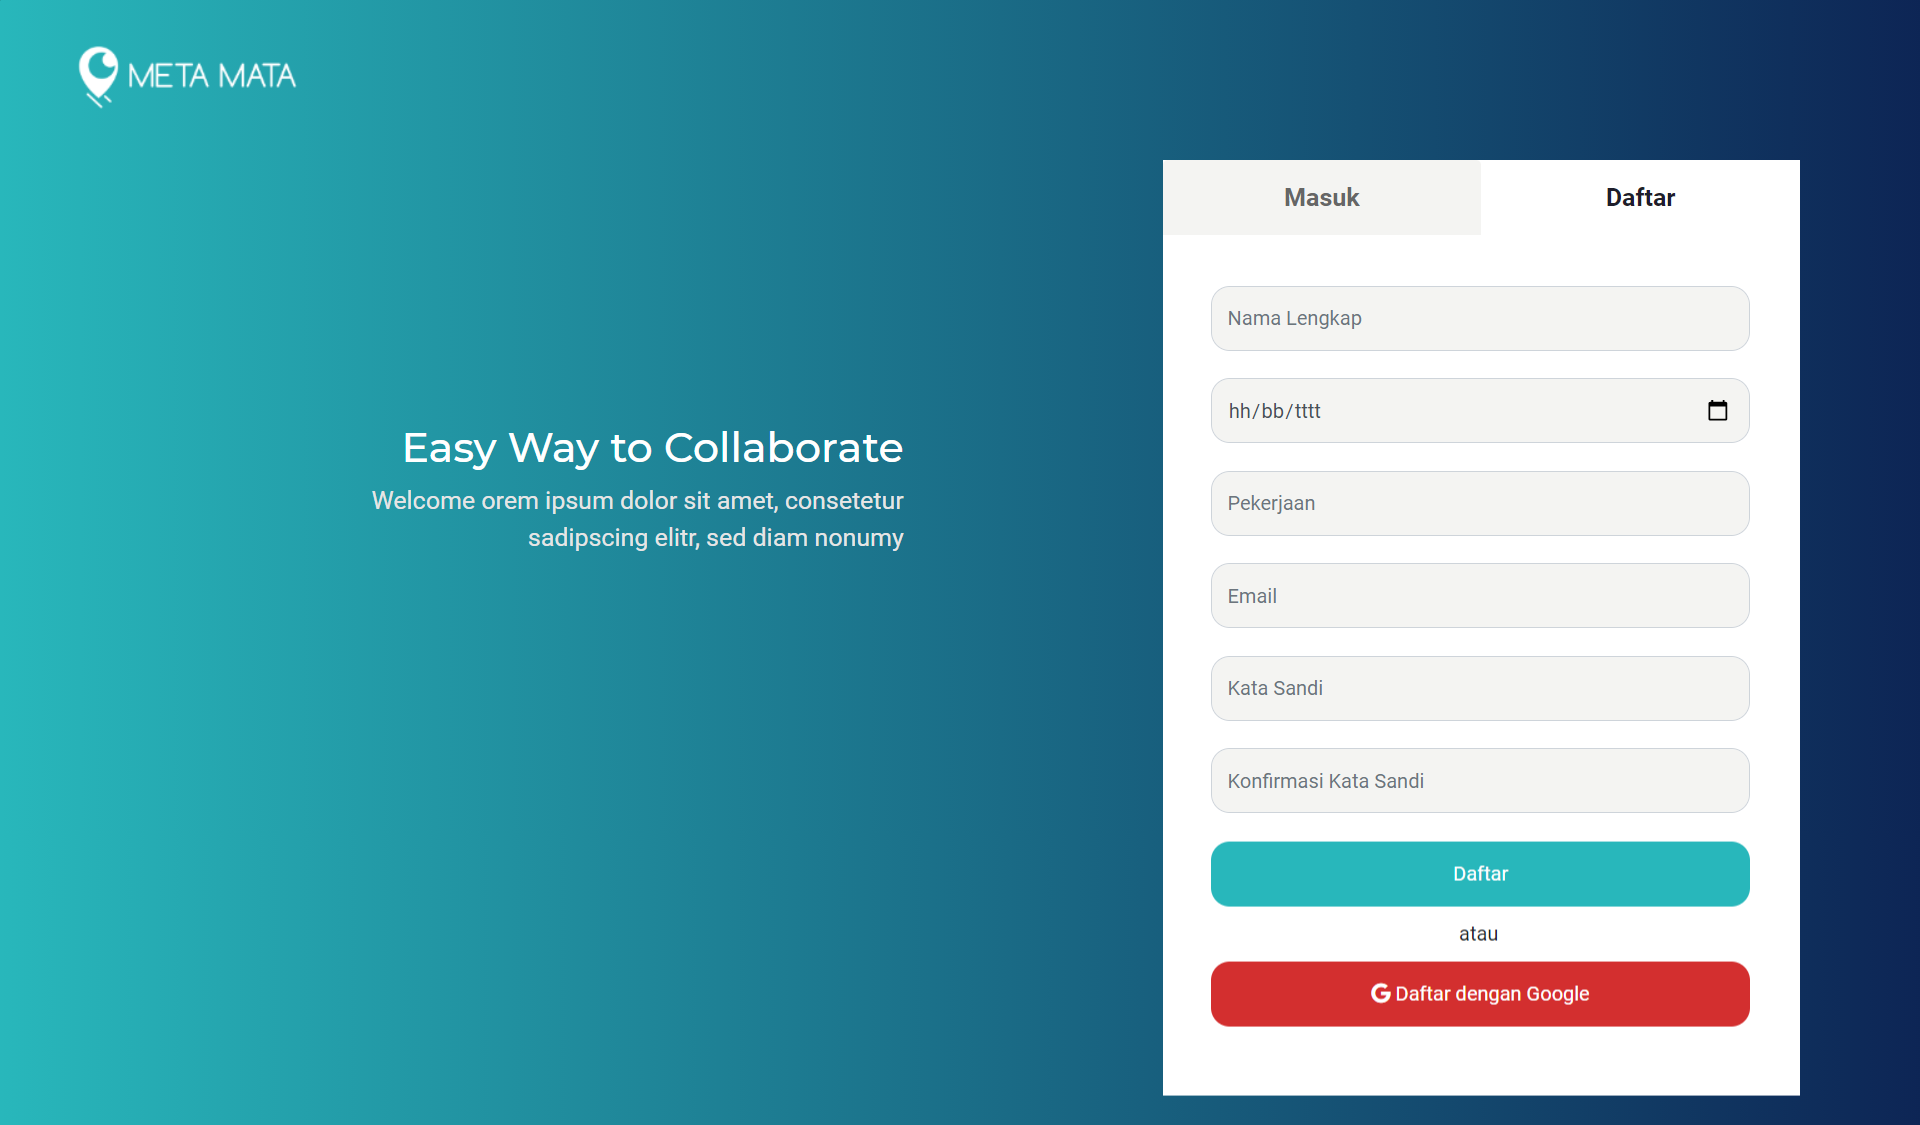 META MATA
Masuk
Daftar
Easy Way to Collaborate
Welcome orem ipsum dolor sit amet, consetetur
sadipscing elitr, sed diam nonumy
Nama Lengkap
hh/bb/tttt
Pekerjaan
Email
Kata Sandi
Konfirmasi Kata Sandi
Daftar
atau
Daftar dengan Google